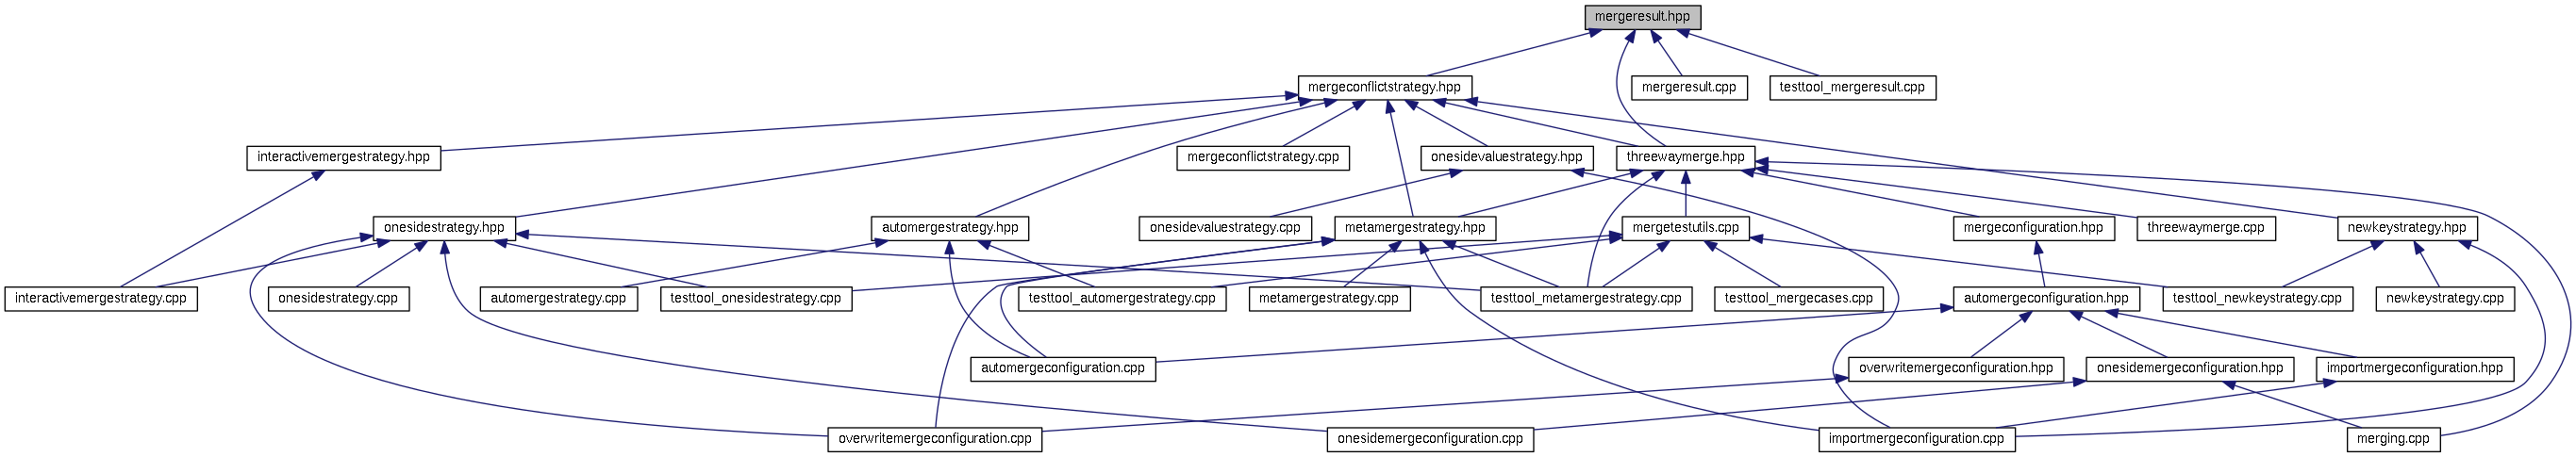 mergeresult.hpp
mergeconflictstrategy.hpp
mergeresult.cpp
testtool_mergeresult.cpp
interactivemergestrategy.hpp
mergeconflictstrategy.cpp
onesidevaluestrategy.hpp
threewaymerge.hpp
onesidestrategy.hpp
automergestrategy.hpp
onesidevaluestrategy.cpp
metamergestrategy.hpp
mergetestutils.cpp
mergeconfiguration.hpp
threewaymerge.cpp
newkeystrategy.hpp
interactivemergestrategy.cpp
onesidestrategy.cpp
automergestrategy.cpp
testtool_onesidestrategy.cpp
testtool_automergestrategy.cpp
metamergestrategy.cpp
testtool_metamergestrategy.cpp
testtool_mergecases.cpp
automergeconfiguration.hpp
testtool_newkeystrategy.cpp
newkeystrategy.cpp
automergeconfiguration.cpp
overwritemergeconfiguration.hpp
onesidemergeconfiguration.hpp
importmergeconfiguration.hpp
overwritemergeconfiguration.cpp
onesidemergeconfiguration.cpp
importmergeconfiguration.cpp
merging.cpp